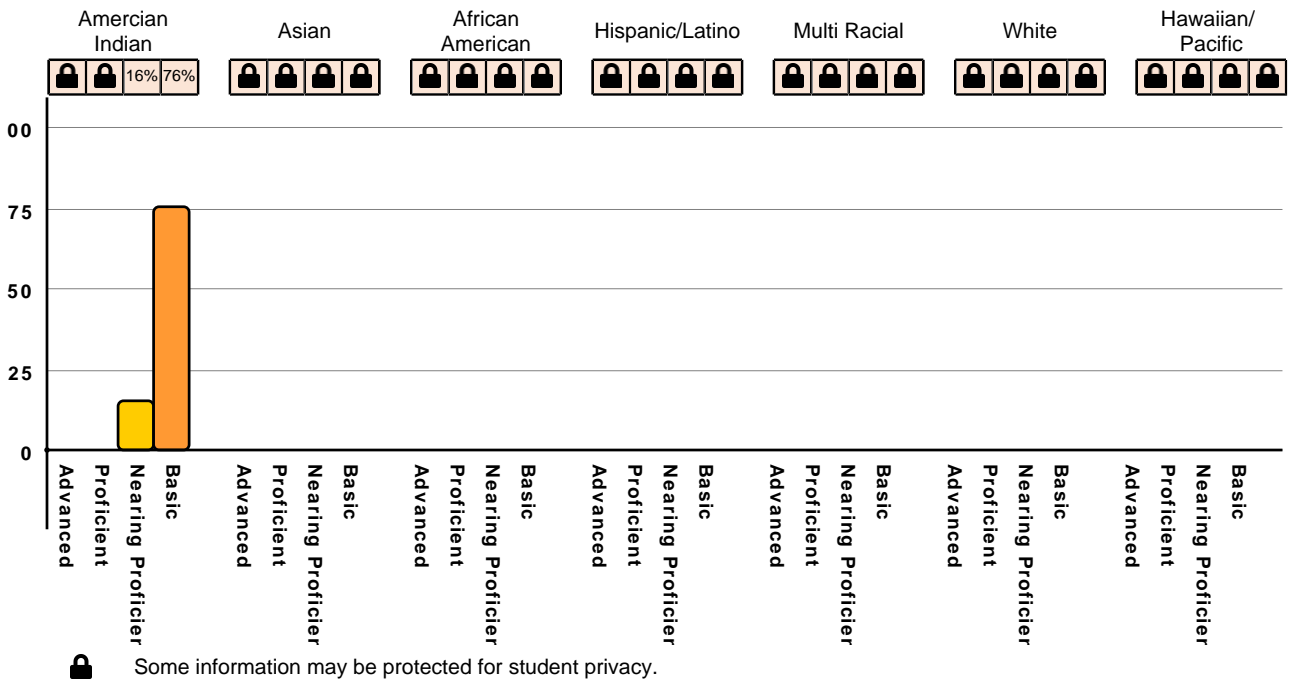 Amercian
Indian
Asian
African
American
Hispanic/Latino
Multi Racial
White
Hawaiian/
Pacific
16% 76%
00
75
50
25
0
Advanced
Proficient
Nearing Proficier
Basic
Advanced
Proficient
Nearing Proficier
Basic
Advanced
Proficient
Nearing Proficier
Basic
Advanced
Proficient
Nearing Proficier
Basic
Advanced
Proficient
Nearing Proficier
Basic
Advanced
Proficient
Nearing Proficier
Basic
Advanced
Proficient
Nearing Proficier
Basic
Some information may be protected for student privacy.